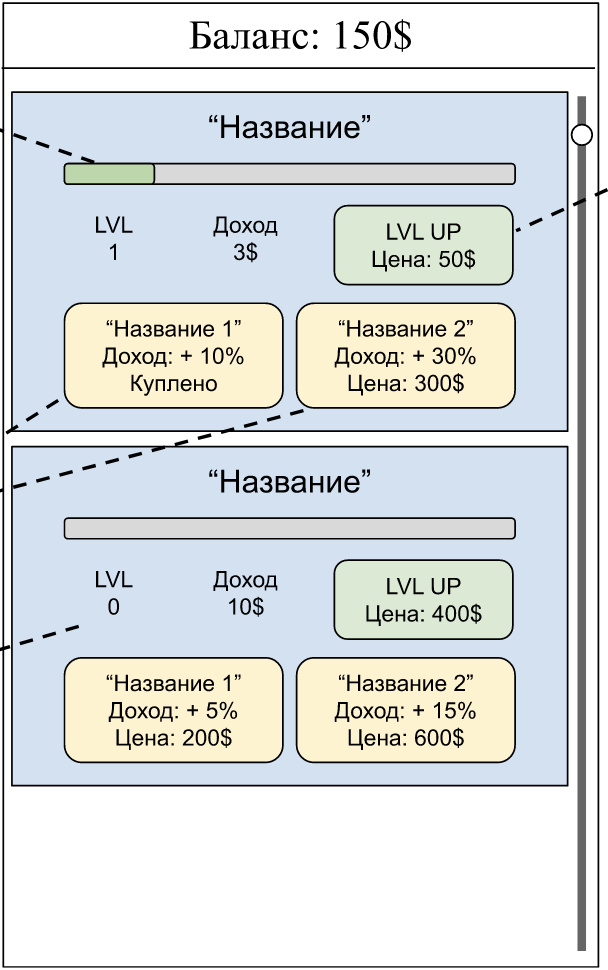 Баланс: 150$
“Название”
LVL
1
Доход
3$
LVL UP
Цена: 50$
“Название 1”
Доход: + 10%
Куплено
“Название 2”
Доход: + 30%
Цена: 300$
“Название”
LVL
0
Доход
10$
LVL UP
Цена: 400$
“Название 1”
Доход: + 5%
Цена: 200$
“Название 2”
Доход: + 15%
Цена: 600$